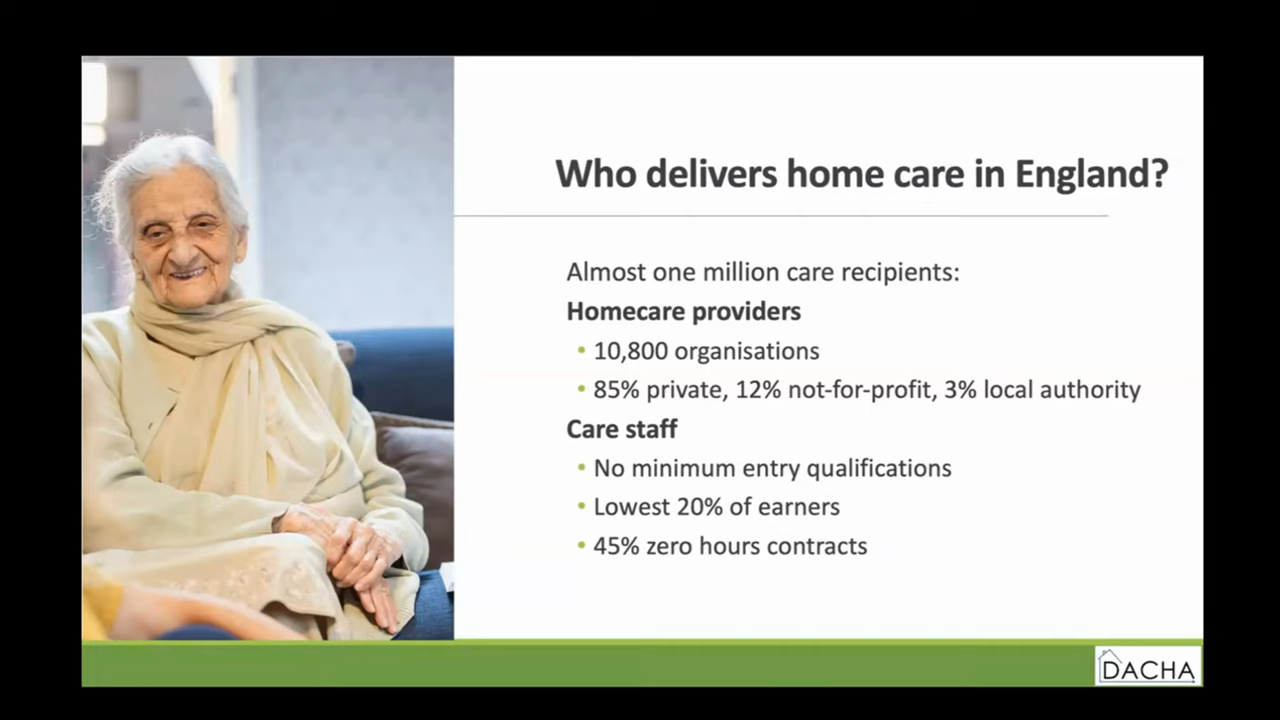 Who delivers home care in England?
Almost one million care recipients:
Homecare providers
• 10,800 organisations
• 85% private, 12% not-for-profit, 3% local authority
Care staff
• No minimum entry qualifications
• Lowest 20% of earners
• 45% zero hours contracts
DACHA